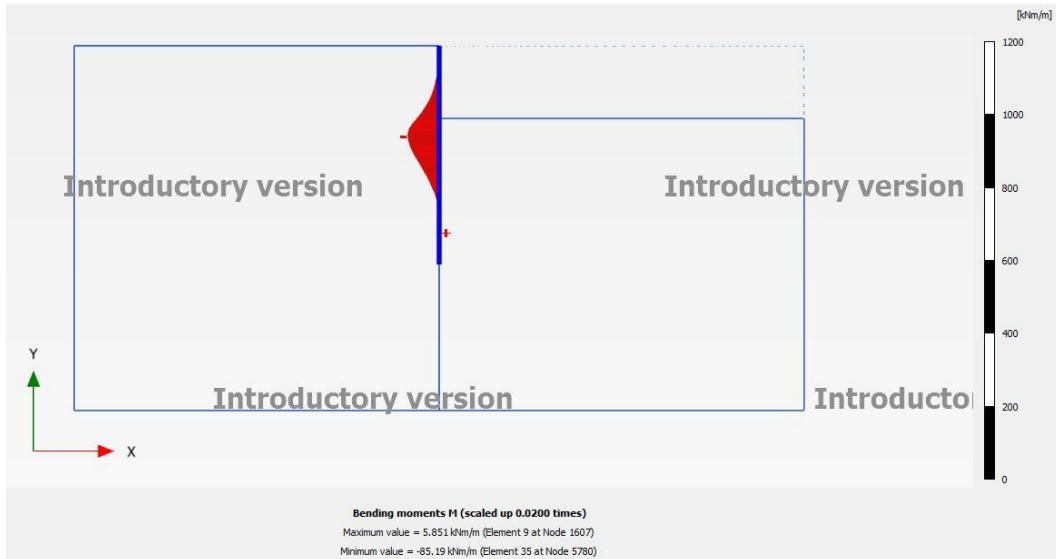 [kNm/m]
1200
1000
Introductory version
Introductory version
800
600
Y
400
Introductory version
Introducto
200
X
0
Bending moments M (scaled up 0.0200 times)
Maximum value = 5.851 kNm/m (Element 9 at Node 1607)
Minimum value = -85.19 kNm/m (Element 35 at Node 5780)